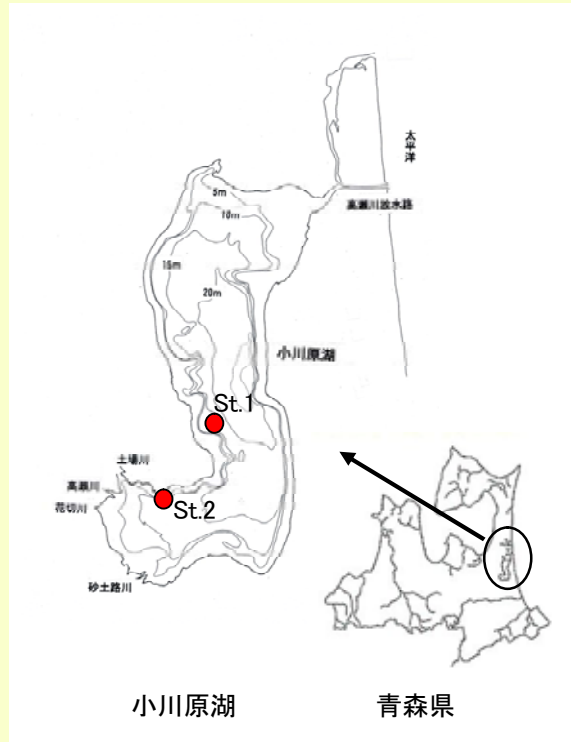 太平洋
高瀬川放水路
5m
10m
15m
20m
小川原湖
St.1
土場川
高瀬川
花切川
St.2
砂土路川
小川原湖
青森県